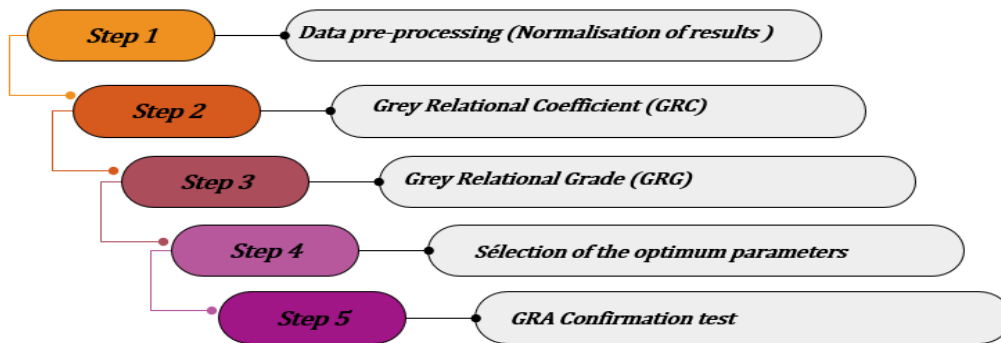 Step 1
Data pre-processing (Normalisation of results )
Step 2
Grey Relational Coefficient (GRC)
Step 3
Grey Relational Grade (GRG)
Step 4
Sélection of the optimum parameters
Step 5
GRA Confirmation test